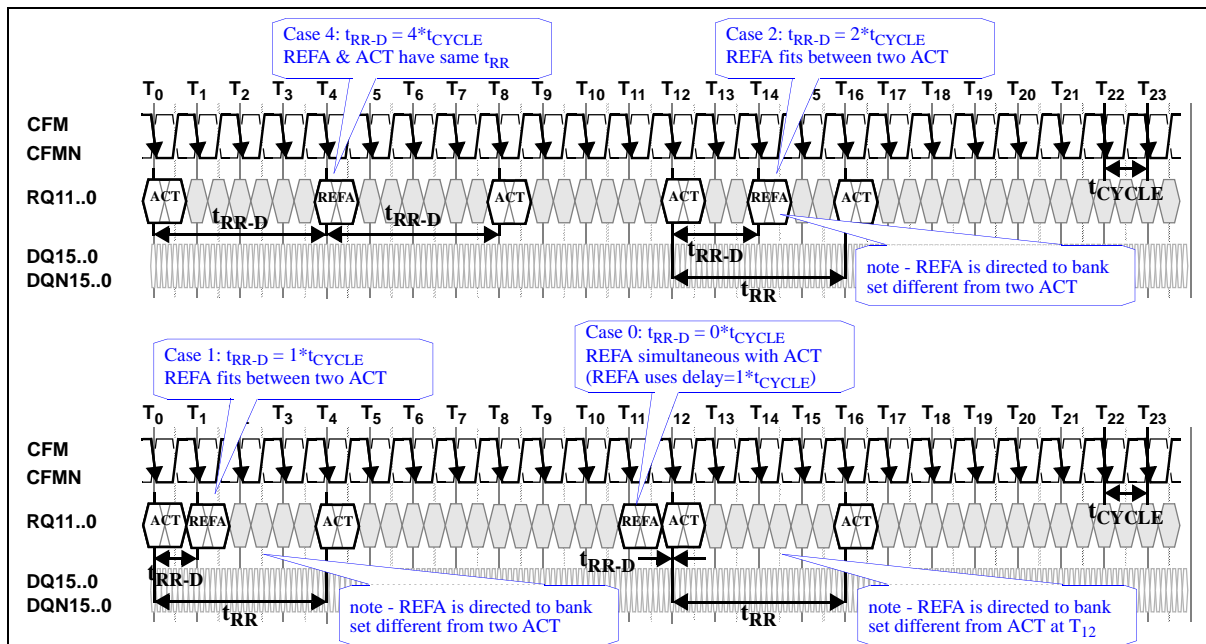 Case 4: tRR-D = 4*tCYCLE
REFA & ACT have same tRR
Case 2: tRR-D = 2*tCYCLE
REFA fits between two ACT
T0 T1 T2 T3 T4 5 T6 T7 T8 T9 T10 T11 T12 T13 T14 15 T16 T17 T18 T19 T20 T21 T22 T23
CFM
CFMN
RQ11..0 ACT REFA ACT ACT REFA ACT
tCYCLE
tRR-D tRR-D tRR-D
tRR
DQ15..0
DQN15..0
note - REFA is directed to bank
set different from two ACT
Case 1: tRR-D = 1*tCYCLE
REFA fits between two ACT
Case 0: tRR-D = 0*tCYCLE
REFA simultaneous with ACT
(REFA uses delay=1*tCYCLE)
T0 T1 T3 T4 T5 T6 T7 T8 T9 T10 T11 12 T13 T14 T15 T16 T17 T18 T19 T20 T21 T22 T23
CFM
CFMN
RQ11..0 ACT REFA ACT REFA ACT ACT
tCYCLE
tRR-D tRR-D
tRR tRR
DQ15..0
DQN15..0
note - REFA is directed to bank
set different from two ACT
note - REFA is directed to bank
set different from ACT at T12